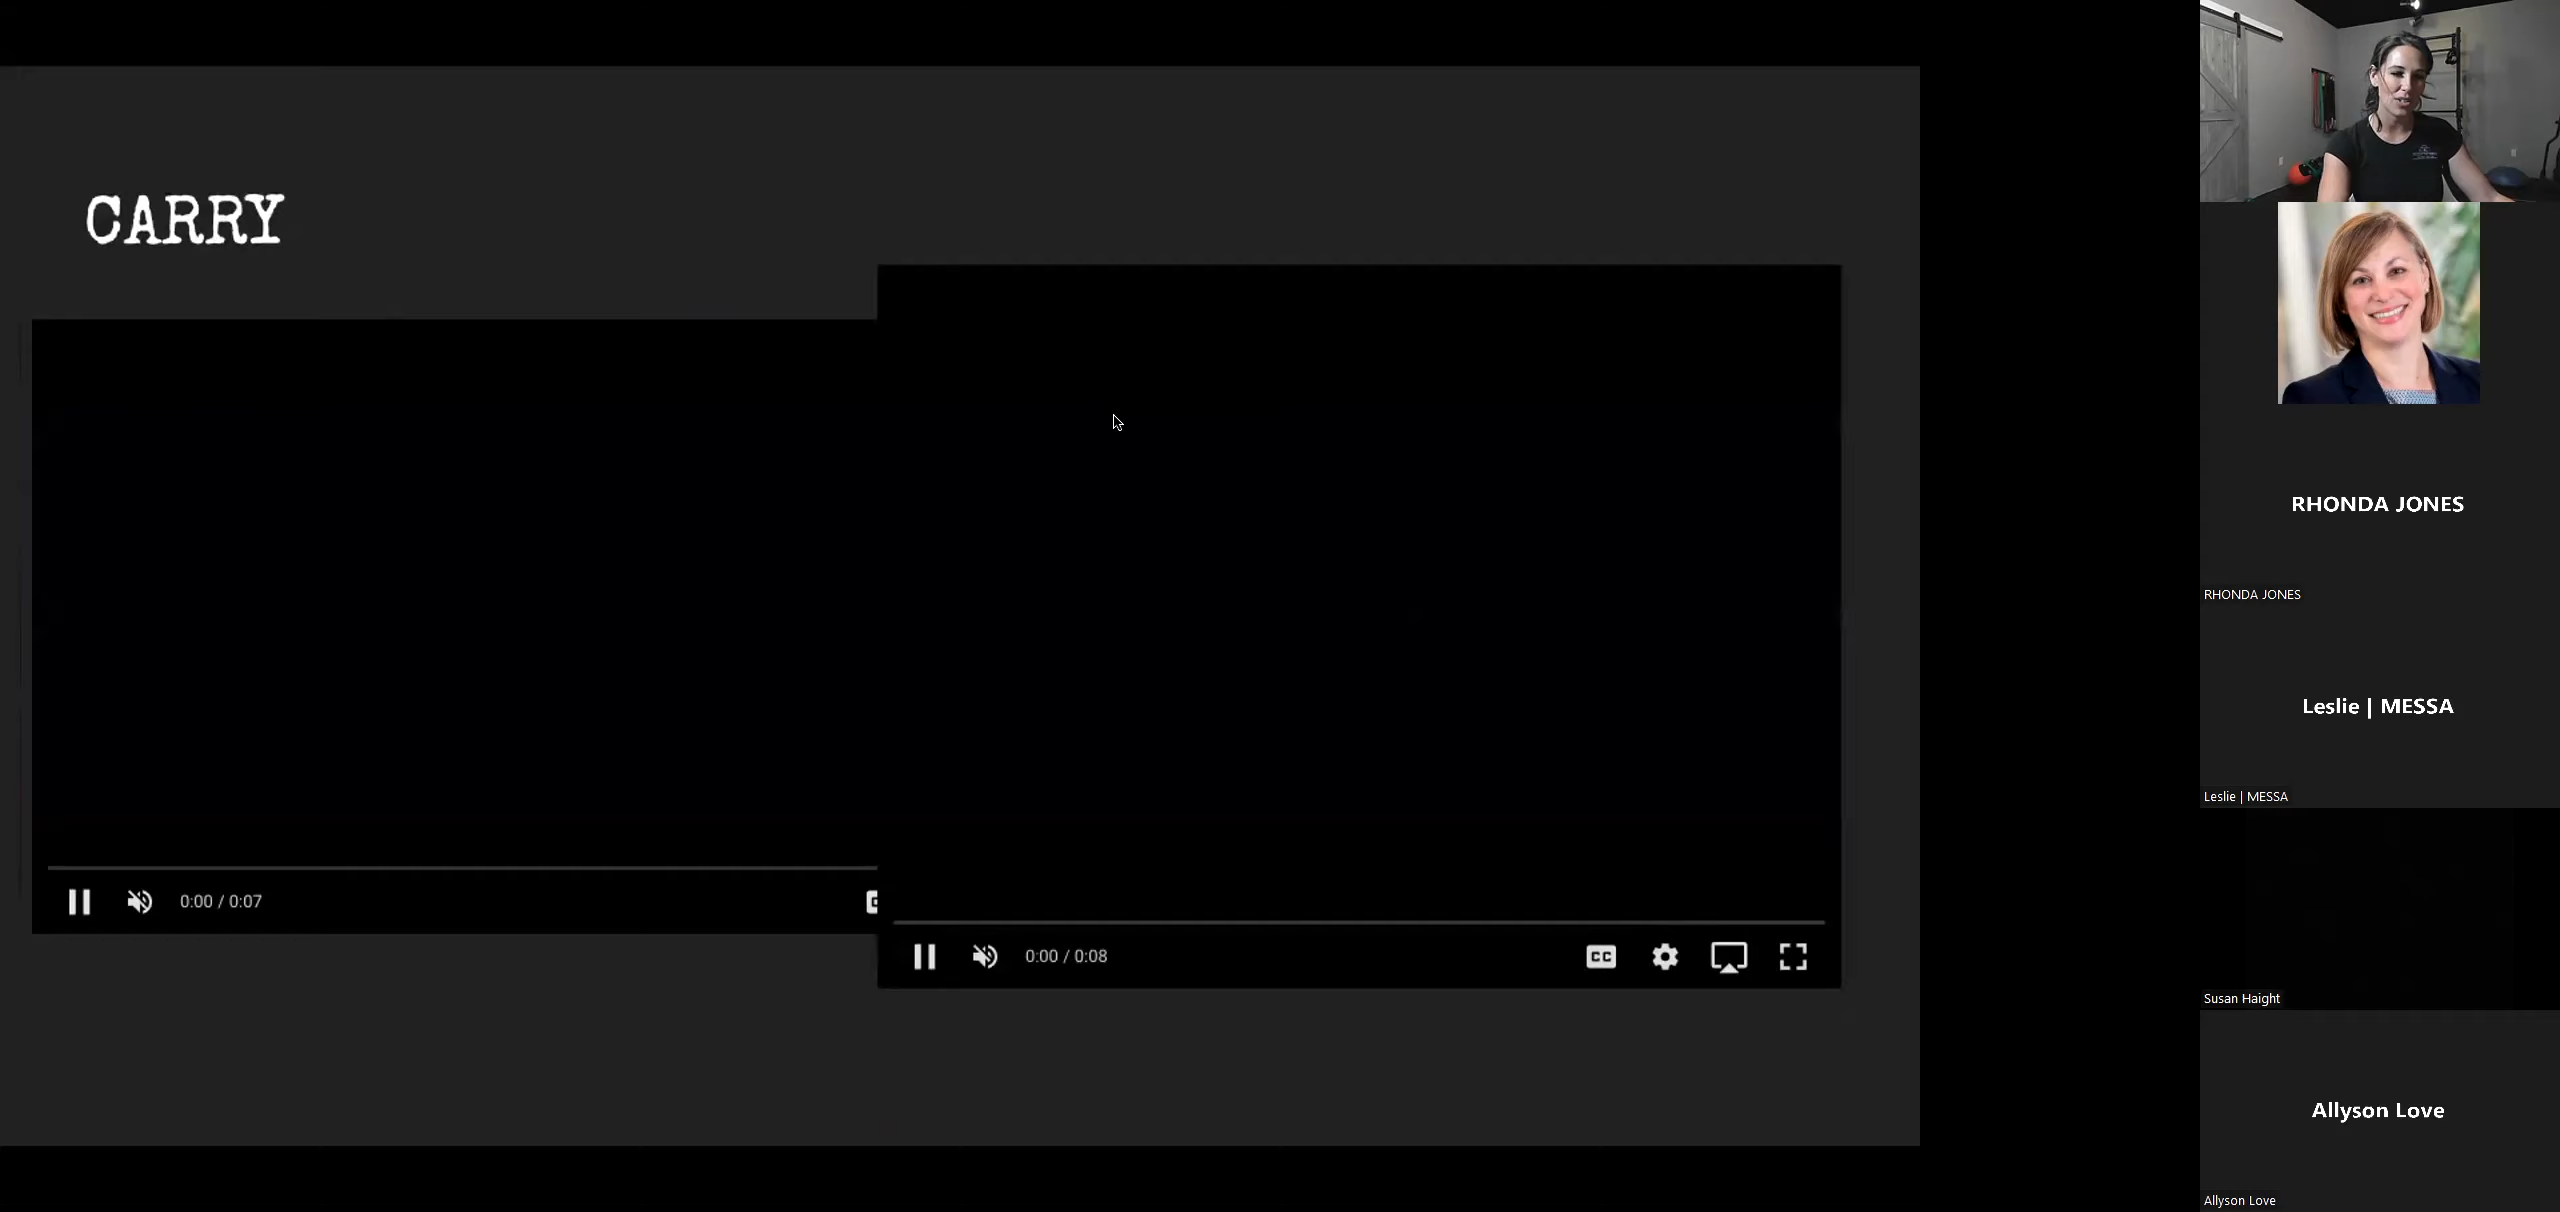 CARRY
0:00 / 0:07
0:00 / 0:08
CC
RHONDA JONES
RHONDA JONES
Leslie | MESSA
Leslie | MESSA
Susan Haight
Allyson Love
Allyson Love